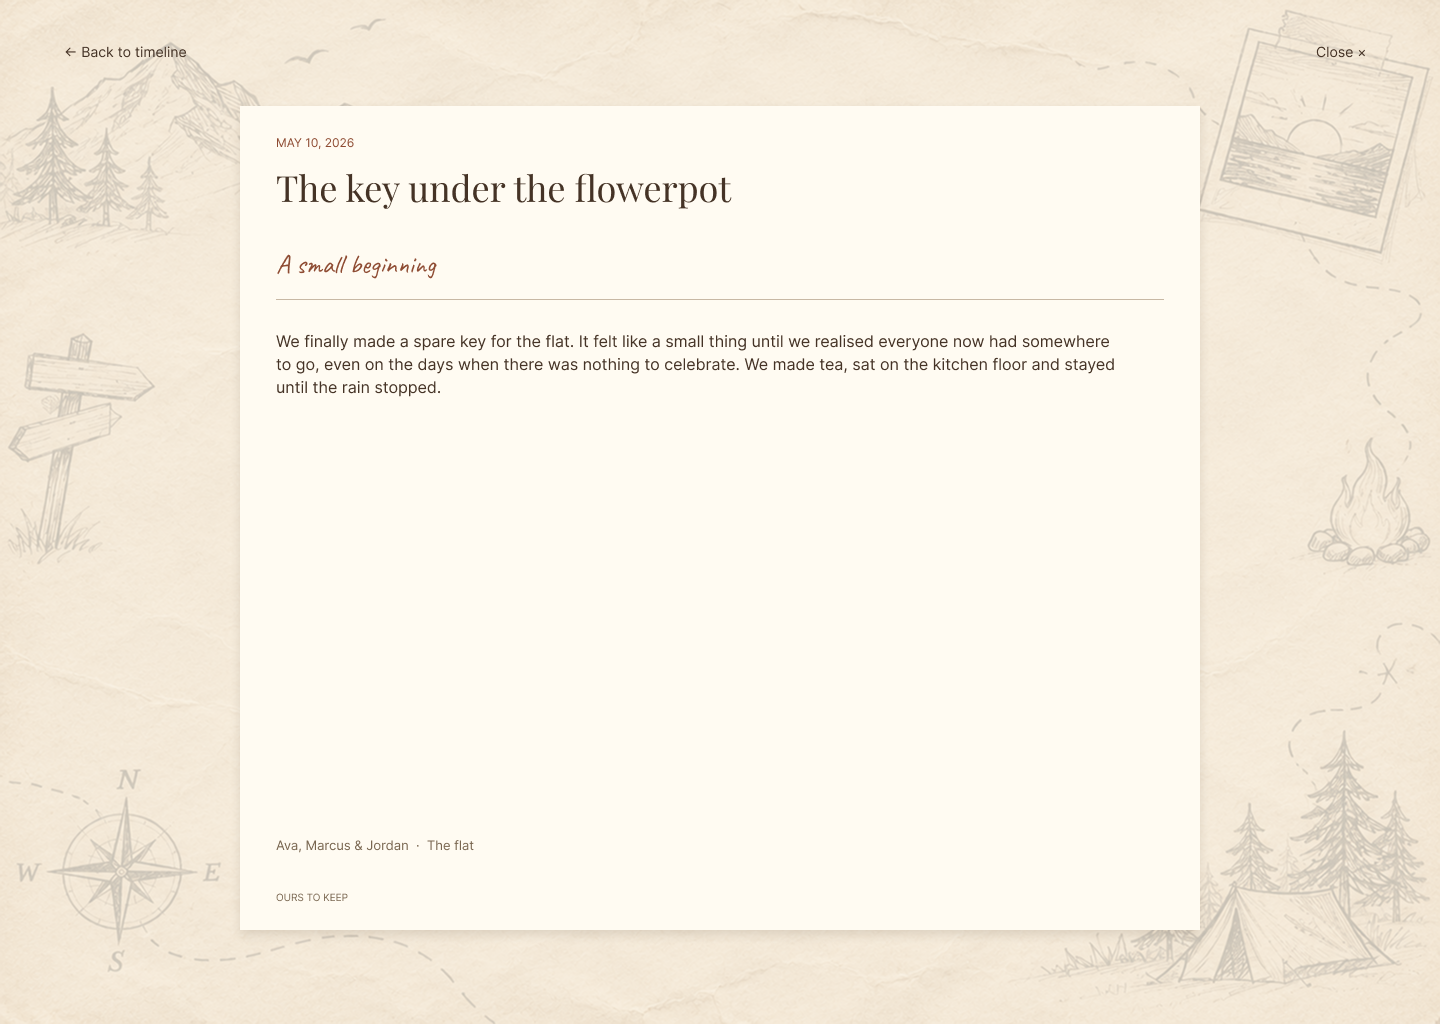 ← Back to timeline
Close ×
MAY 10, 2026
The key under the flowerpot
A small beginning
We finally made a spare key for the flat. It felt like a small thing until we realised everyone now had somewhere
to go, even on the days when there was nothing to celebrate. We made tea, sat on the kitchen floor and stayed
until the rain stopped.
N
W
E
S
Ava, Marcus & Jordan · The flat
OURS TO KEEP